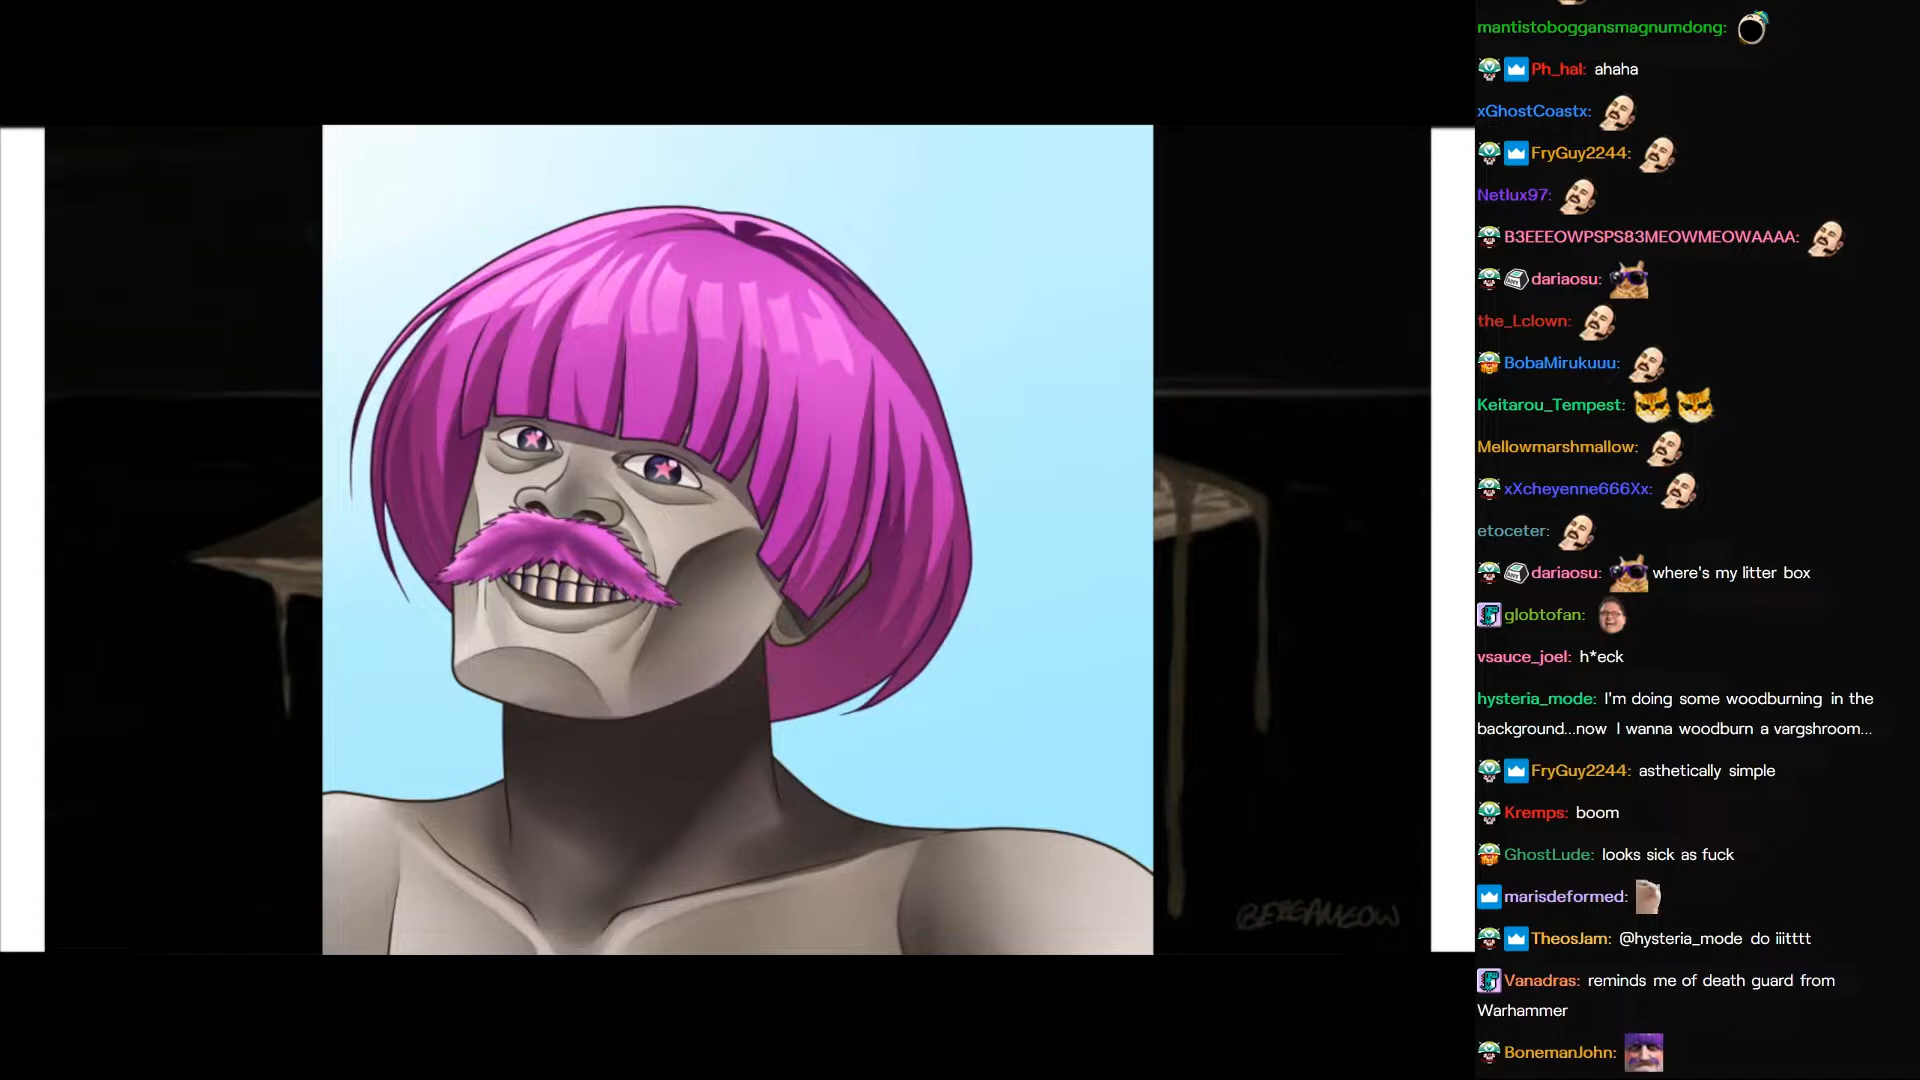 mantistoboggansmagnumdong:
Ph_hal: ahaha
xGhostCoastx:
FryGuy2244:
Netlux97:
B3EEEOWPSPS83MEOWMEOWAAAA:
dariaosu:
the_Lclown:
BobaMirukuuu:
Keitarou_Tempest:
Mellowmarshmallow:
xXcheyenne666Xx:
etoceter:
dariaosu: where's my litter box
globtofan:
vsauce_joel: h*eck
hysteria_mode: I'm doing some woodburning in the
background...now I wanna woodburn a vargshroom...
FryGuy2244: asthetically simple
Kremps: boom
GhostLude: looks sick as fuck
marisdeformed:
TheosJam: @hysteria_mode do iiitttt
Vanadras: reminds me of death guard from
Warhammer
BonemanJohn: